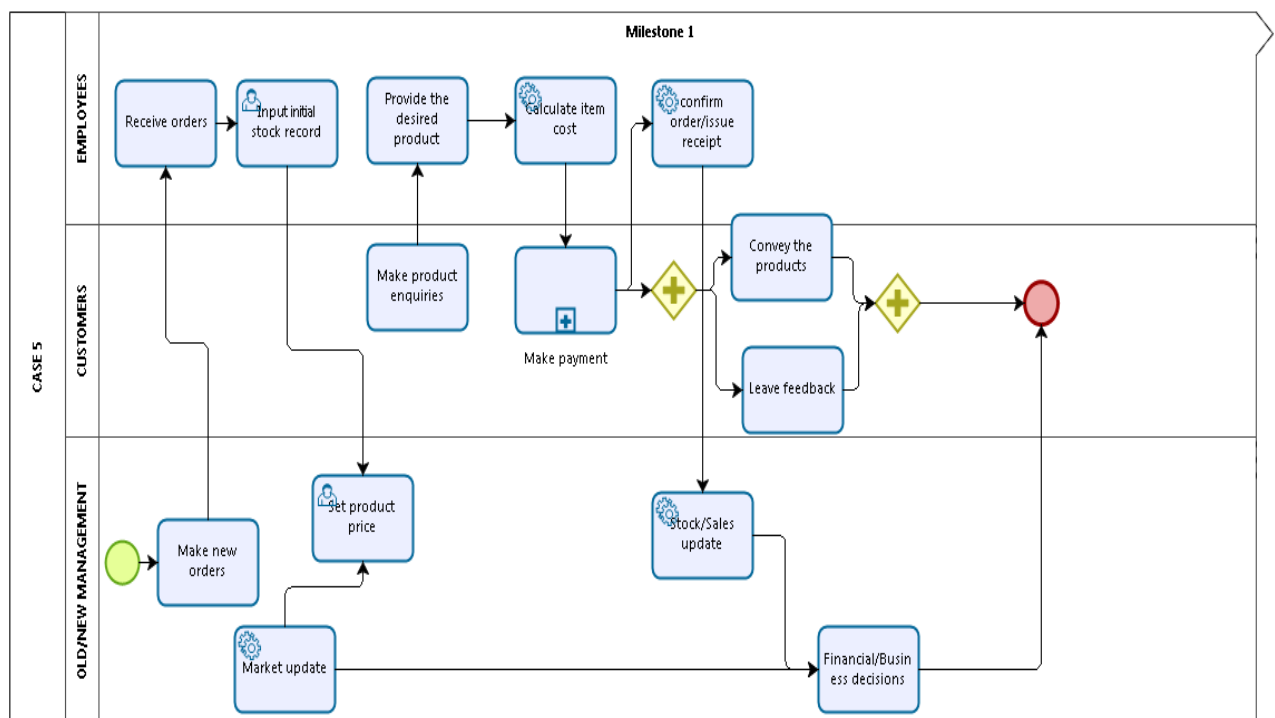 Milestone 1
CASE 5
EMPLOYEES
Receive orders
Input initial
stock record
Provide the
desired
product
Calculate item
cost
confirm
order/issue
receipt
CUSTOMERS
Make product
enquiries
Make payment
Convey the
products
Leave feedback
OLD/NEW MANAGEMENT
Make new
orders
Set product
price
Market update
Stock/Sales
update
Financial/Busin
ess decisions